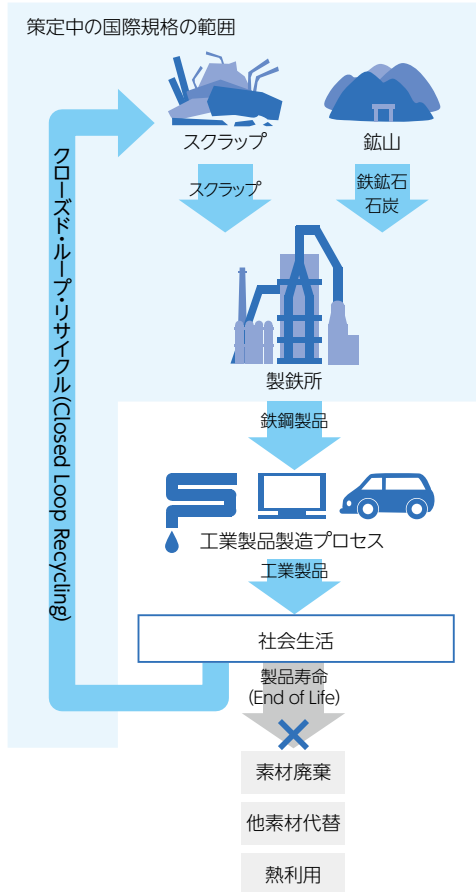 策定中の国際規格の範囲
スクラップ
鉱山
スクラップ
鉄鉱石
石炭
クローズド・ループ・リサイクル(Closed Loop Recycling)
製鉄所
鉄鋼製品
工業製品製造プロセス
工業製品
社会生活
製品寿命
(End of Life)
素材廃棄
他素材代替
熱利用